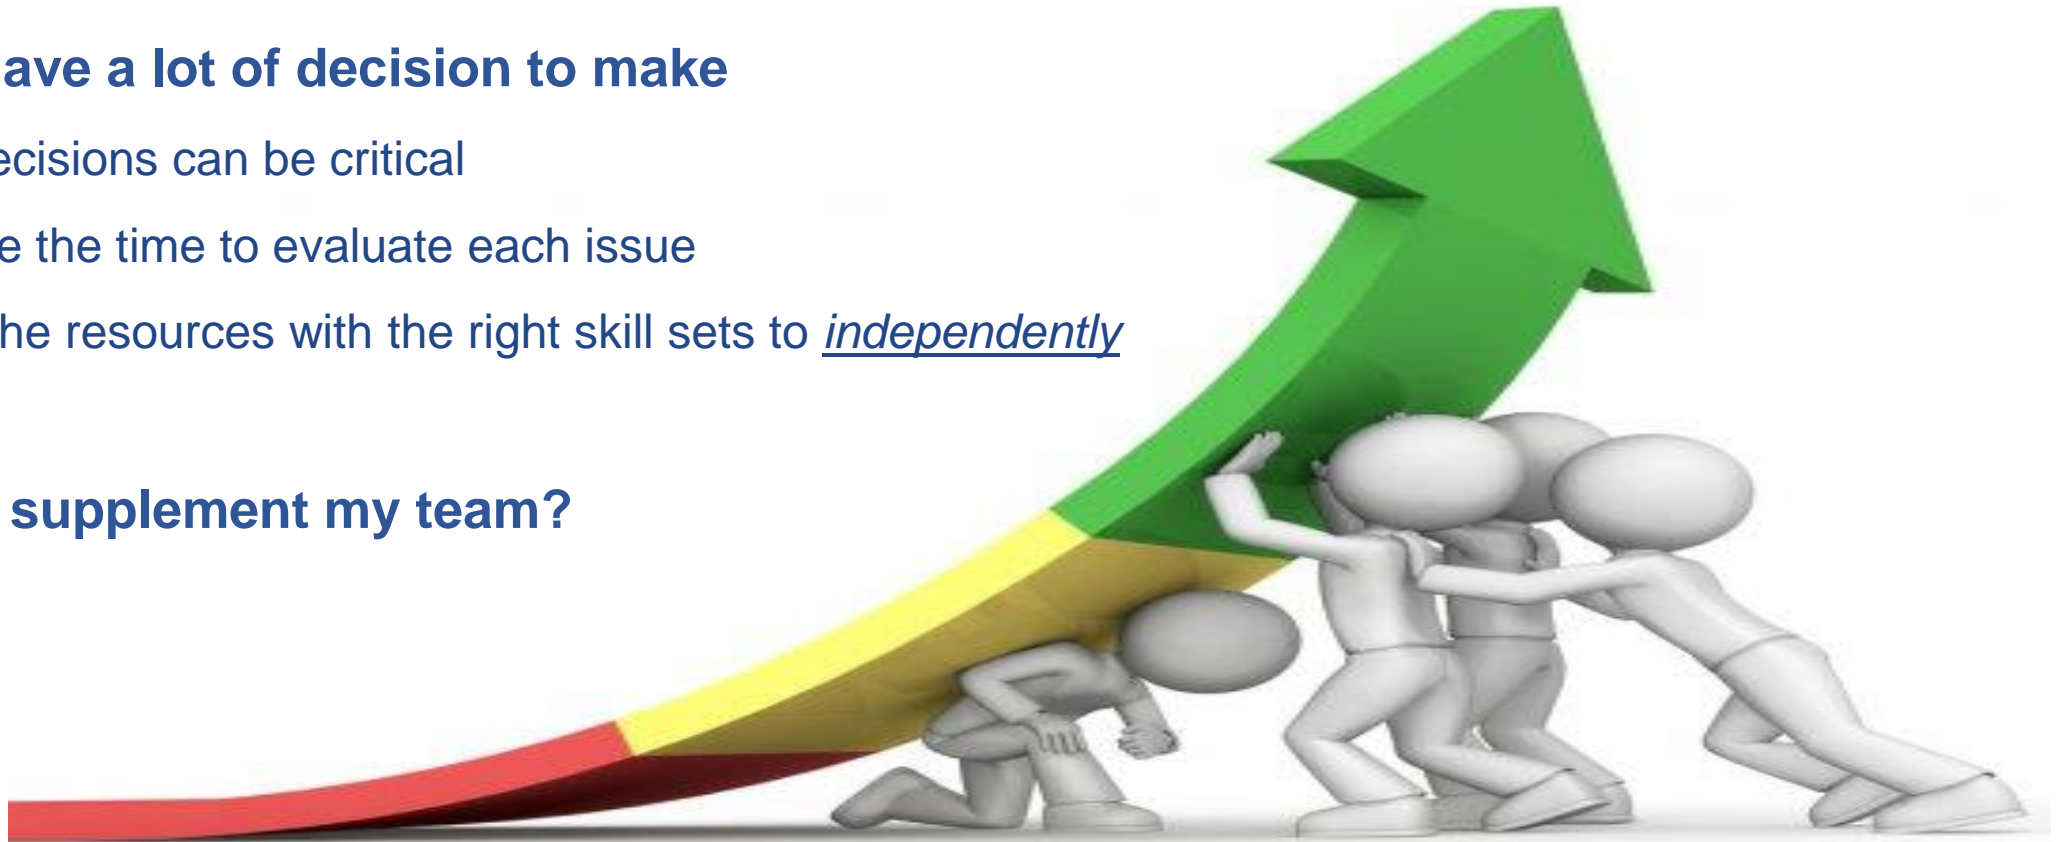 ave a lot of decision to make
ecisions can be critical
e the time to evaluate each issue
he resources with the right skill sets to independently
supplement my team?